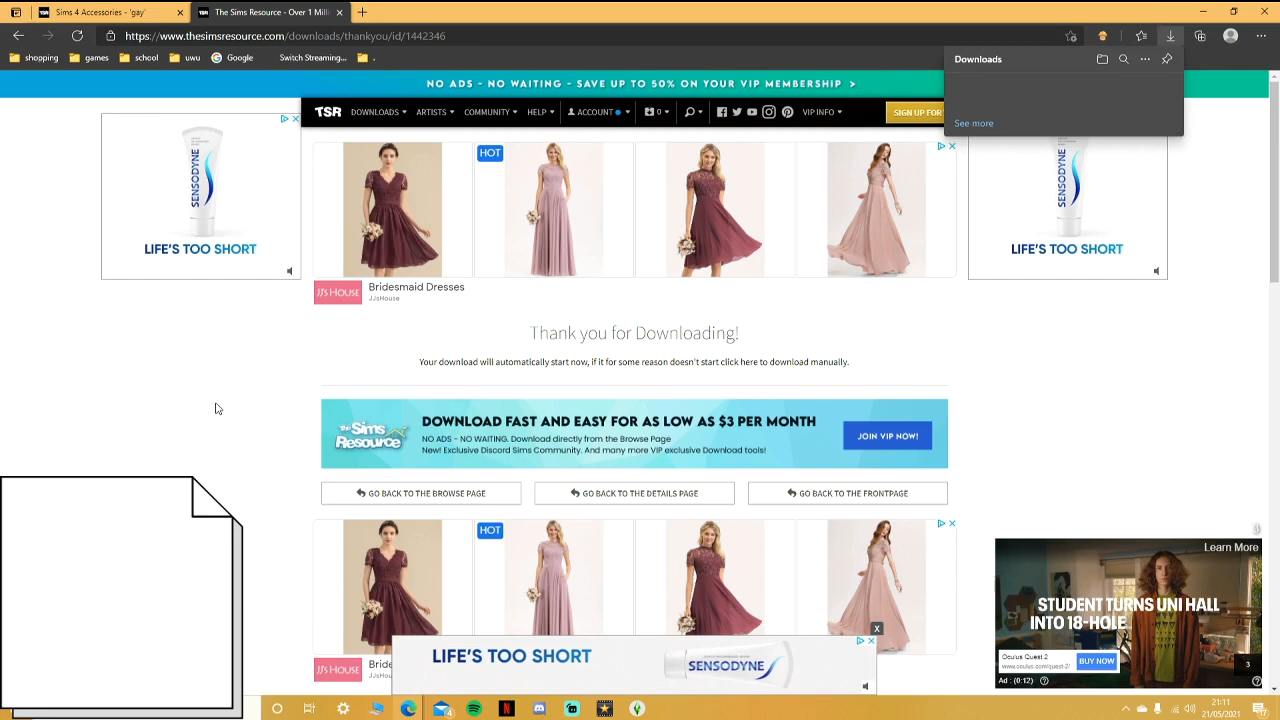 Sims 4 Accessories - 'gay'
The Sims Resource - Over 1 Milli
https://www.thesimsresource.com/downloads/thankyou/id/1442346
shopping
games
school
uwu
Google
Switch Streaming...
.
Downloads
See more
NO ADS - NO WAITING - SAVE UP TO 50% ON YOUR VIP MEMBERSHIP >
TSR
DOWNLOADS
ARTISTS
COMMUNITY
HELP
ACCOUNT
0
VIP INFO
SIGN UP FOR
SENSODYNE
LIFE'S TOO SHORT
HOT
JJ's HOUSE
Bridesmaid Dresses
JJsHouse
SENSODYNE
LIFE'S TOO SHORT
Thank you for Downloading!
Your download will automatically start now, if it for some reason doesn't start click here to download manually.
The Sims Resource
DOWNLOAD FAST AND EASY FOR AS LOW AS $3 PER MONTH
NO ADS - NO WAITING. Download directly from the Browse Page
New! Exclusive Discord Sims Community. And many more VIP exclusive Download tools!
JOIN VIP NOW!
GO BACK TO THE BROWSE PAGE
GO BACK TO THE DETAILS PAGE
GO BACK TO THE FRONTPAGE
HOT
JJ's HOUSE
Bride
JJsHou
LIFE'S TOO SHORT
SENSODYNE
X
3
Learn More
STUDENT TURNS UNI HALL
INTO 18-HOLE
Oculus Quest 2
www.oculus.com/quest-2/
BUY NOW
Ad : (0:12)
3
4
N
21:11
21/05/2021
17